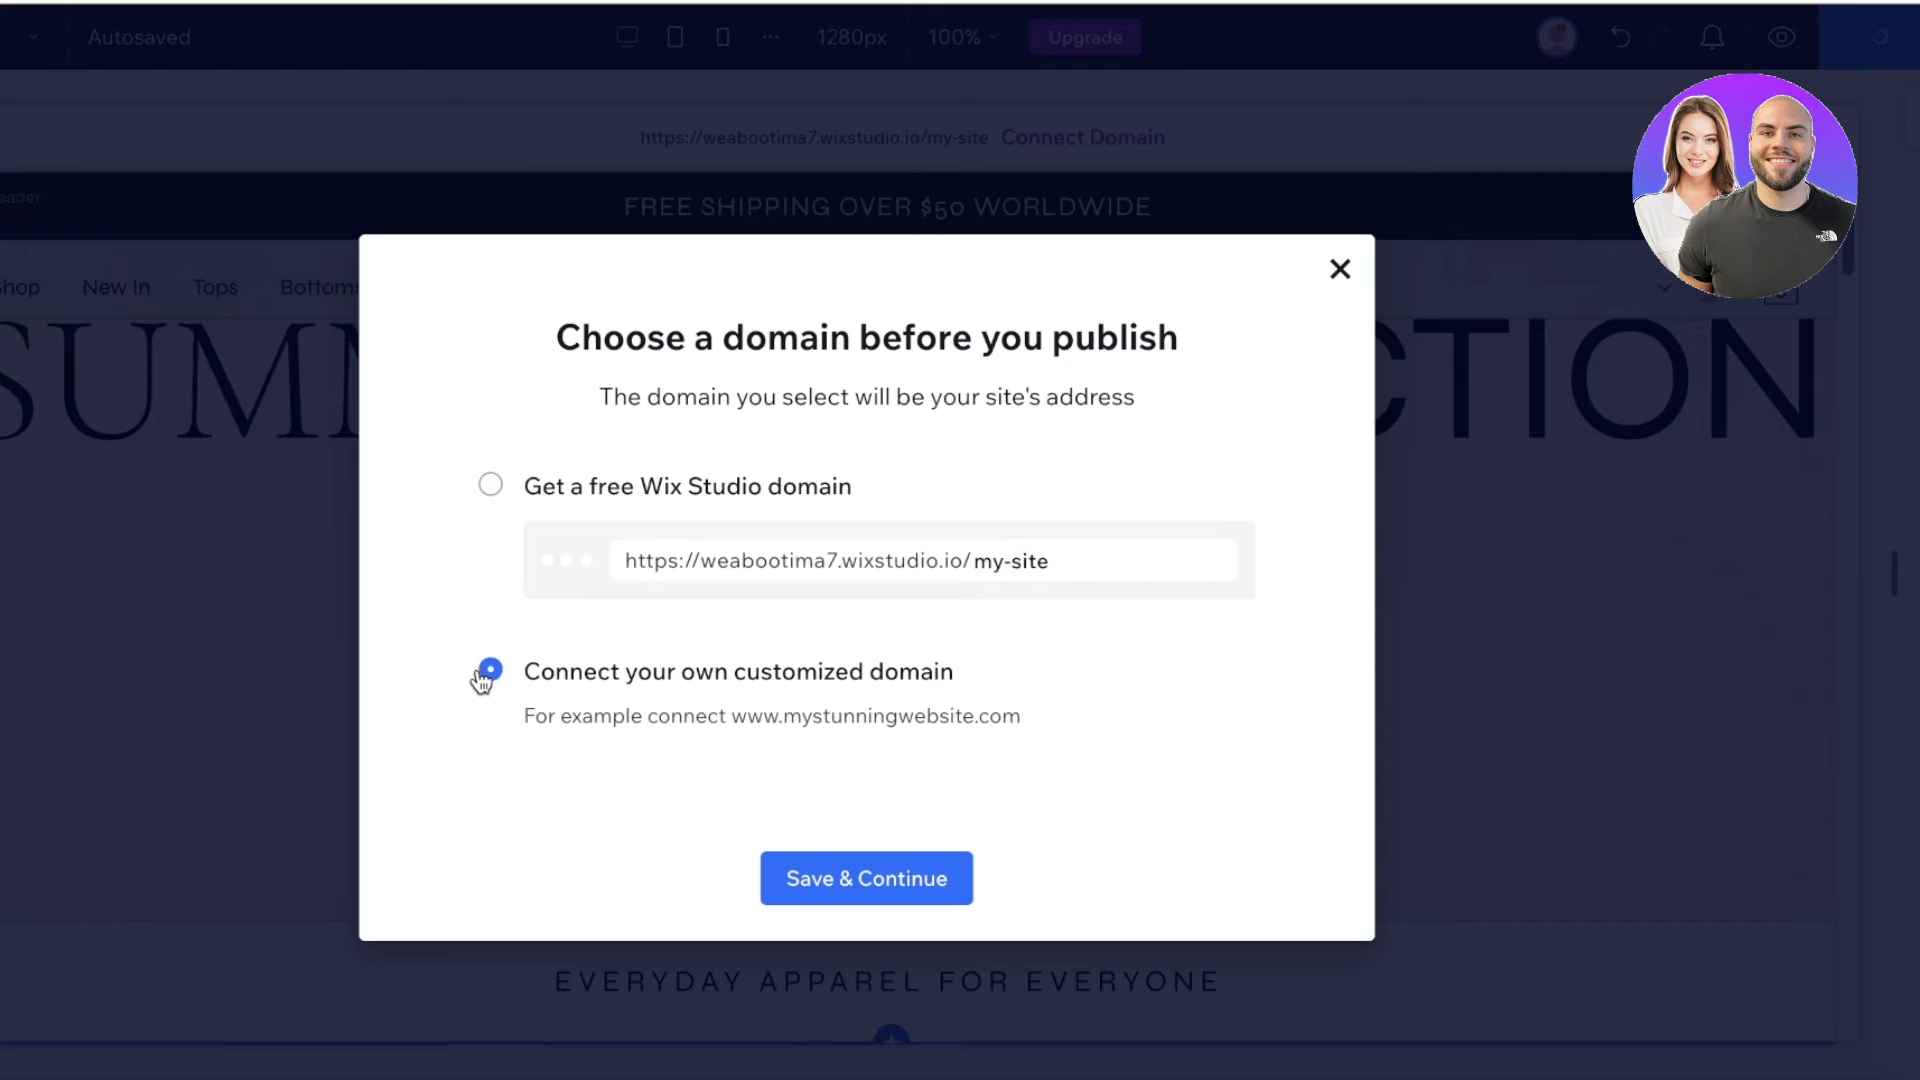 Autosaved
1280px
100%
Upgrade
https://weabootima7.wixstudio.io/my-site Connect Domain
eader
FREE SHIPPING OVER $50 WORLDWIDE
Shop New In Tops Bottoms
SUMM
CTION
Choose a domain before you publish
The domain you select will be your site's address
Get a free Wix Studio domain
https://weabootima7.wixstudio.io/my-site
Connect your own customized domain
For example connect www.mystunningwebsite.com
Save & Continue
EVERYDAY APPAREL FOR EVERYONE